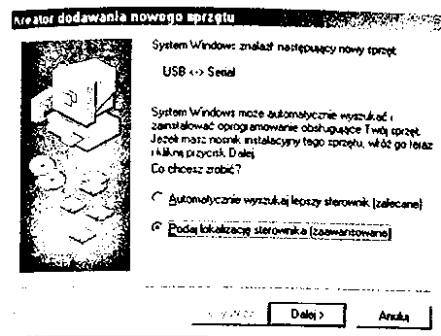 Kreator dodawania nowego sprzętu
System Windows znalazł następujący nowy sprzęt:
USB <-> Serial
System Windows może automatycznie wyszukać i
zainstalować oprogramowanie obsługujące Twój sprzęt.
Jeżeli masz nośnik instalacyjny tego sprzętu, włóż go teraz
i kliknij przycisk Dalej.
Co chcesz zrobić?
Automatycznie wyszukaj lepszy sterownik (zalecane)
Podaj lokalizację sterownika (zaawansowane)
Dalej >
Anuluj